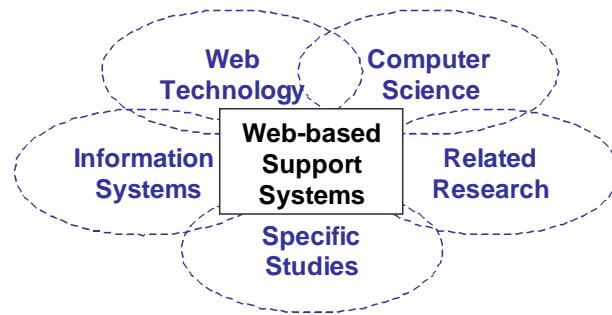 Web
Technology
Computer
Science
Information
Systems
Web-based
Support
Systems
Related
Research
Specific
Studies